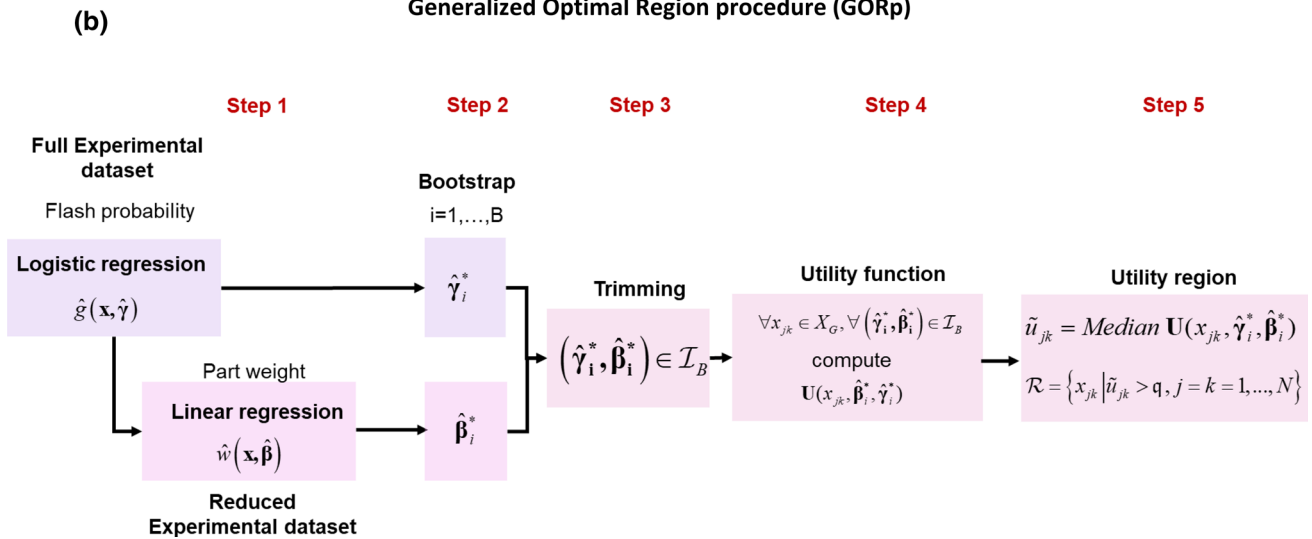 Generalized Optimal Region procedure (GORp)
(b)
Step 1
Step 2
Step 3
Step 4
Step 5
Full Experimental
dataset
Flash probability
Logistic regression
ĝ(x,γ̂)
Part weight
Linear regression
ŵ(x,β̂)
Reduced
Experimental dataset
Bootstrap
i=1,...,B
γ̂*ᵢ
β̂*ᵢ
Trimming
(γ̂*ᵢ, β̂*ᵢ) ∈ ℐ_B
Utility function
∀x_jk ∈ X_G, ∀(γ̂*ᵢ, β̂*ᵢ) ∈ ℐ_B
compute
U(x_jk, β̂*ᵢ, γ̂*ᵢ)
Utility region
ũ_jk = Median U(x_jk, γ̂*ᵢ, β̂*ᵢ)
ℛ = {x_jk | ũ_jk > q, j = k = 1,..., N}